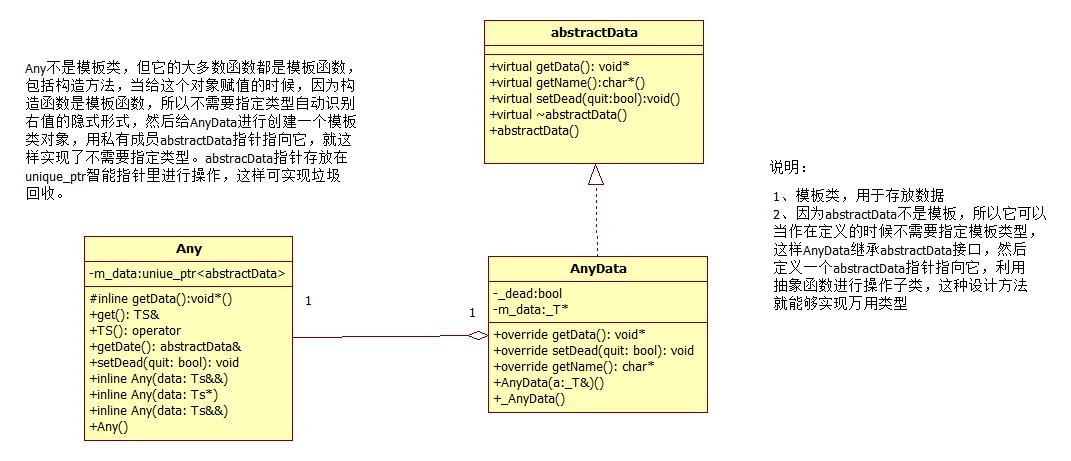 Any不是模板类，但它的大多数函数都是模板函数，
包括构造方法，当给这个对象赋值的时候，因为构
造函数是模板函数，所以不需要指定类型自动识别
右值的隐式形式，然后给AnyData进行创建一个模板
类对象，用私有成员abstractData指针指向它，就这
样实现了不需要指定类型。abstracData指针存放在
unique_ptr智能指针里进行操作，这样可实现垃圾
回收。
abstractData
+virtual getData(): void*
+virtual getName():char*()
+virtual setDead(quit:bool):void()
+virtual ~abstractData()
+abstractData()
说明：
1、模板类，用于存放数据
2、因为abstractData不是模板，所以它可以
当作在定义的时候不需要指定模板类型，
这样AnyData继承abstractData接口，然后
定义一个abstractData指针指向它，利用
抽象函数进行操作子类，这种设计方法
就能够实现万用类型
Any
-m_data:uniue_ptr<abstractData>
#inline getData():void*()
+get(): TS&
+TS(): operator
+getDate(): abstractData&
+setDead(quit: bool): void
+inline Any(data: Ts&&)
+inline Any(data: Ts*)
+inline Any(data: Ts&&)
+Any()
1
1
AnyData
-_dead:bool
-m_data:_T*
+override getData(): void*
+override setDead(quit: bool): void
+override getName(): char*
+AnyData(a:_T&)()
+_AnyData()